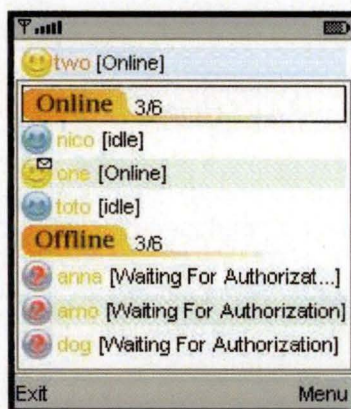 two [Online]
Online 3/6
nico [idle]
one [Online]
toto [idle]
Offline 3/6
anna [Waiting For Authorizat...]
arno [Waiting For Authorization]
dog [Waiting For Authorization]
Exit Menu